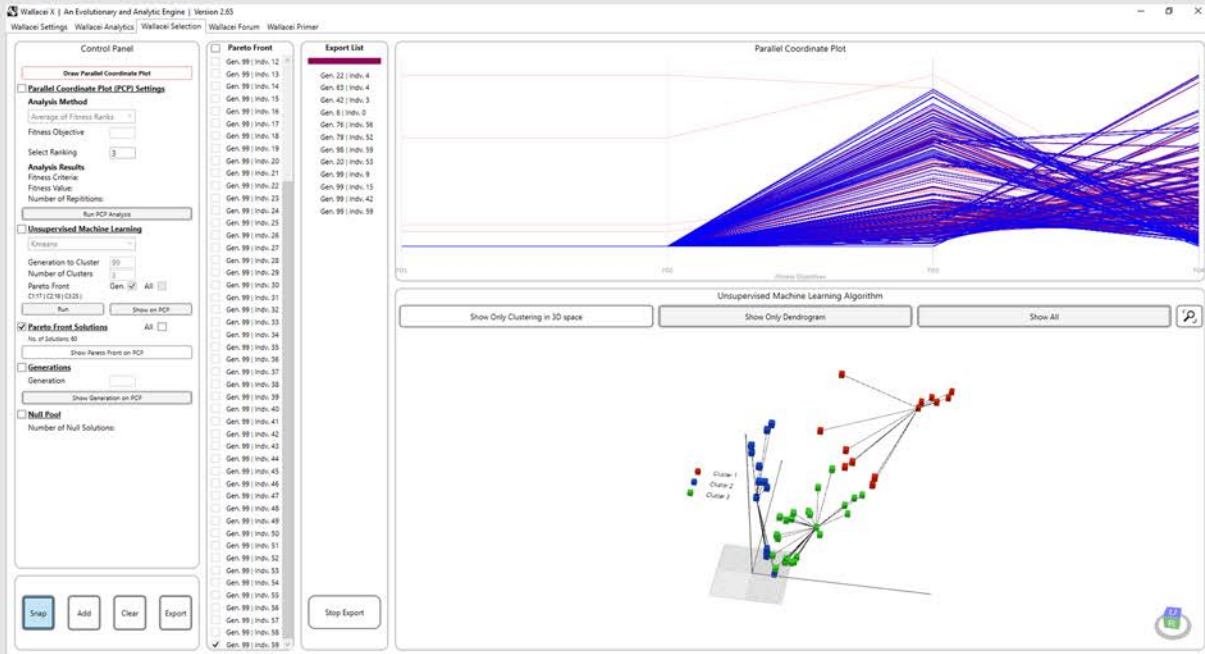 Wallacei X | An Evolutionary and Analytic Engine | Version 2.65
Wallacei Settings Wallacei Analytics Wallacei Selection Wallacei Forum Wallacei Primer
Control Panel
Draw Parallel Coordinate Plot
Parallel Coordinate Plot (PCP) Settings
Analysis Method
Average of Fitness Ranks
Fitness Objective
Select Ranking 3
Analysis Results
Fitness Criteria:
Fitness Value:
Number of Repititions:
Run PCP Analysis
Unsupervised Machine Learning
Kmeans
Generation to Cluster 99
Number of Clusters 3
Pareto Front Gen. All
C1:17 | C2:18 | C3:25 |
Run Show on PCP
Pareto Front Solutions All
No. of Solutions: 60
Show Pareto Front on PCP
Generations
Generation
Show Generation on PCP
Null Pool
Number of Null Solutions:
Snap Add Clear Export
Pareto Front
Gen. 99 | Indv. 12
Gen. 99 | Indv. 13
Gen. 99 | Indv. 14
Gen. 99 | Indv. 15
Gen. 99 | Indv. 16
Gen. 99 | Indv. 17
Gen. 99 | Indv. 18
Gen. 99 | Indv. 19
Gen. 99 | Indv. 20
Gen. 99 | Indv. 21
Gen. 99 | Indv. 22
Gen. 99 | Indv. 23
Gen. 99 | Indv. 24
Gen. 99 | Indv. 25
Gen. 99 | Indv. 26
Gen. 99 | Indv. 27
Gen. 99 | Indv. 28
Gen. 99 | Indv. 29
Gen. 99 | Indv. 30
Gen. 99 | Indv. 31
Gen. 99 | Indv. 32
Gen. 99 | Indv. 33
Gen. 99 | Indv. 34
Gen. 99 | Indv. 35
Gen. 99 | Indv. 36
Gen. 99 | Indv. 37
Gen. 99 | Indv. 38
Gen. 99 | Indv. 39
Gen. 99 | Indv. 40
Gen. 99 | Indv. 41
Gen. 99 | Indv. 42
Gen. 99 | Indv. 43
Gen. 99 | Indv. 44
Gen. 99 | Indv. 45
Gen. 99 | Indv. 46
Gen. 99 | Indv. 47
Gen. 99 | Indv. 48
Gen. 99 | Indv. 49
Gen. 99 | Indv. 50
Gen. 99 | Indv. 51
Gen. 99 | Indv. 52
Gen. 99 | Indv. 53
Gen. 99 | Indv. 54
Gen. 99 | Indv. 55
Gen. 99 | Indv. 56
Gen. 99 | Indv. 57
Gen. 99 | Indv. 58
Gen. 99 | Indv. 59
Export List
Gen. 22 | Indv. 4
Gen. 83 | Indv. 4
Gen. 42 | Indv. 3
Gen. 8 | Indv. 0
Gen. 76 | Indv. 56
Gen. 78 | Indv. 52
Gen. 98 | Indv. 59
Gen. 20 | Indv. 53
Gen. 99 | Indv. 9
Gen. 99 | Indv. 15
Gen. 99 | Indv. 42
Gen. 99 | Indv. 59
Stop Export
Parallel Coordinate Plot
FO1 FO2 FO3 FO4
Fitness Objectives
Unsupervised Machine Learning Algorithm
Show Only Clustering in 3D space Show Only Dendrogram Show All
Cluster 1
Cluster 2
Cluster 3